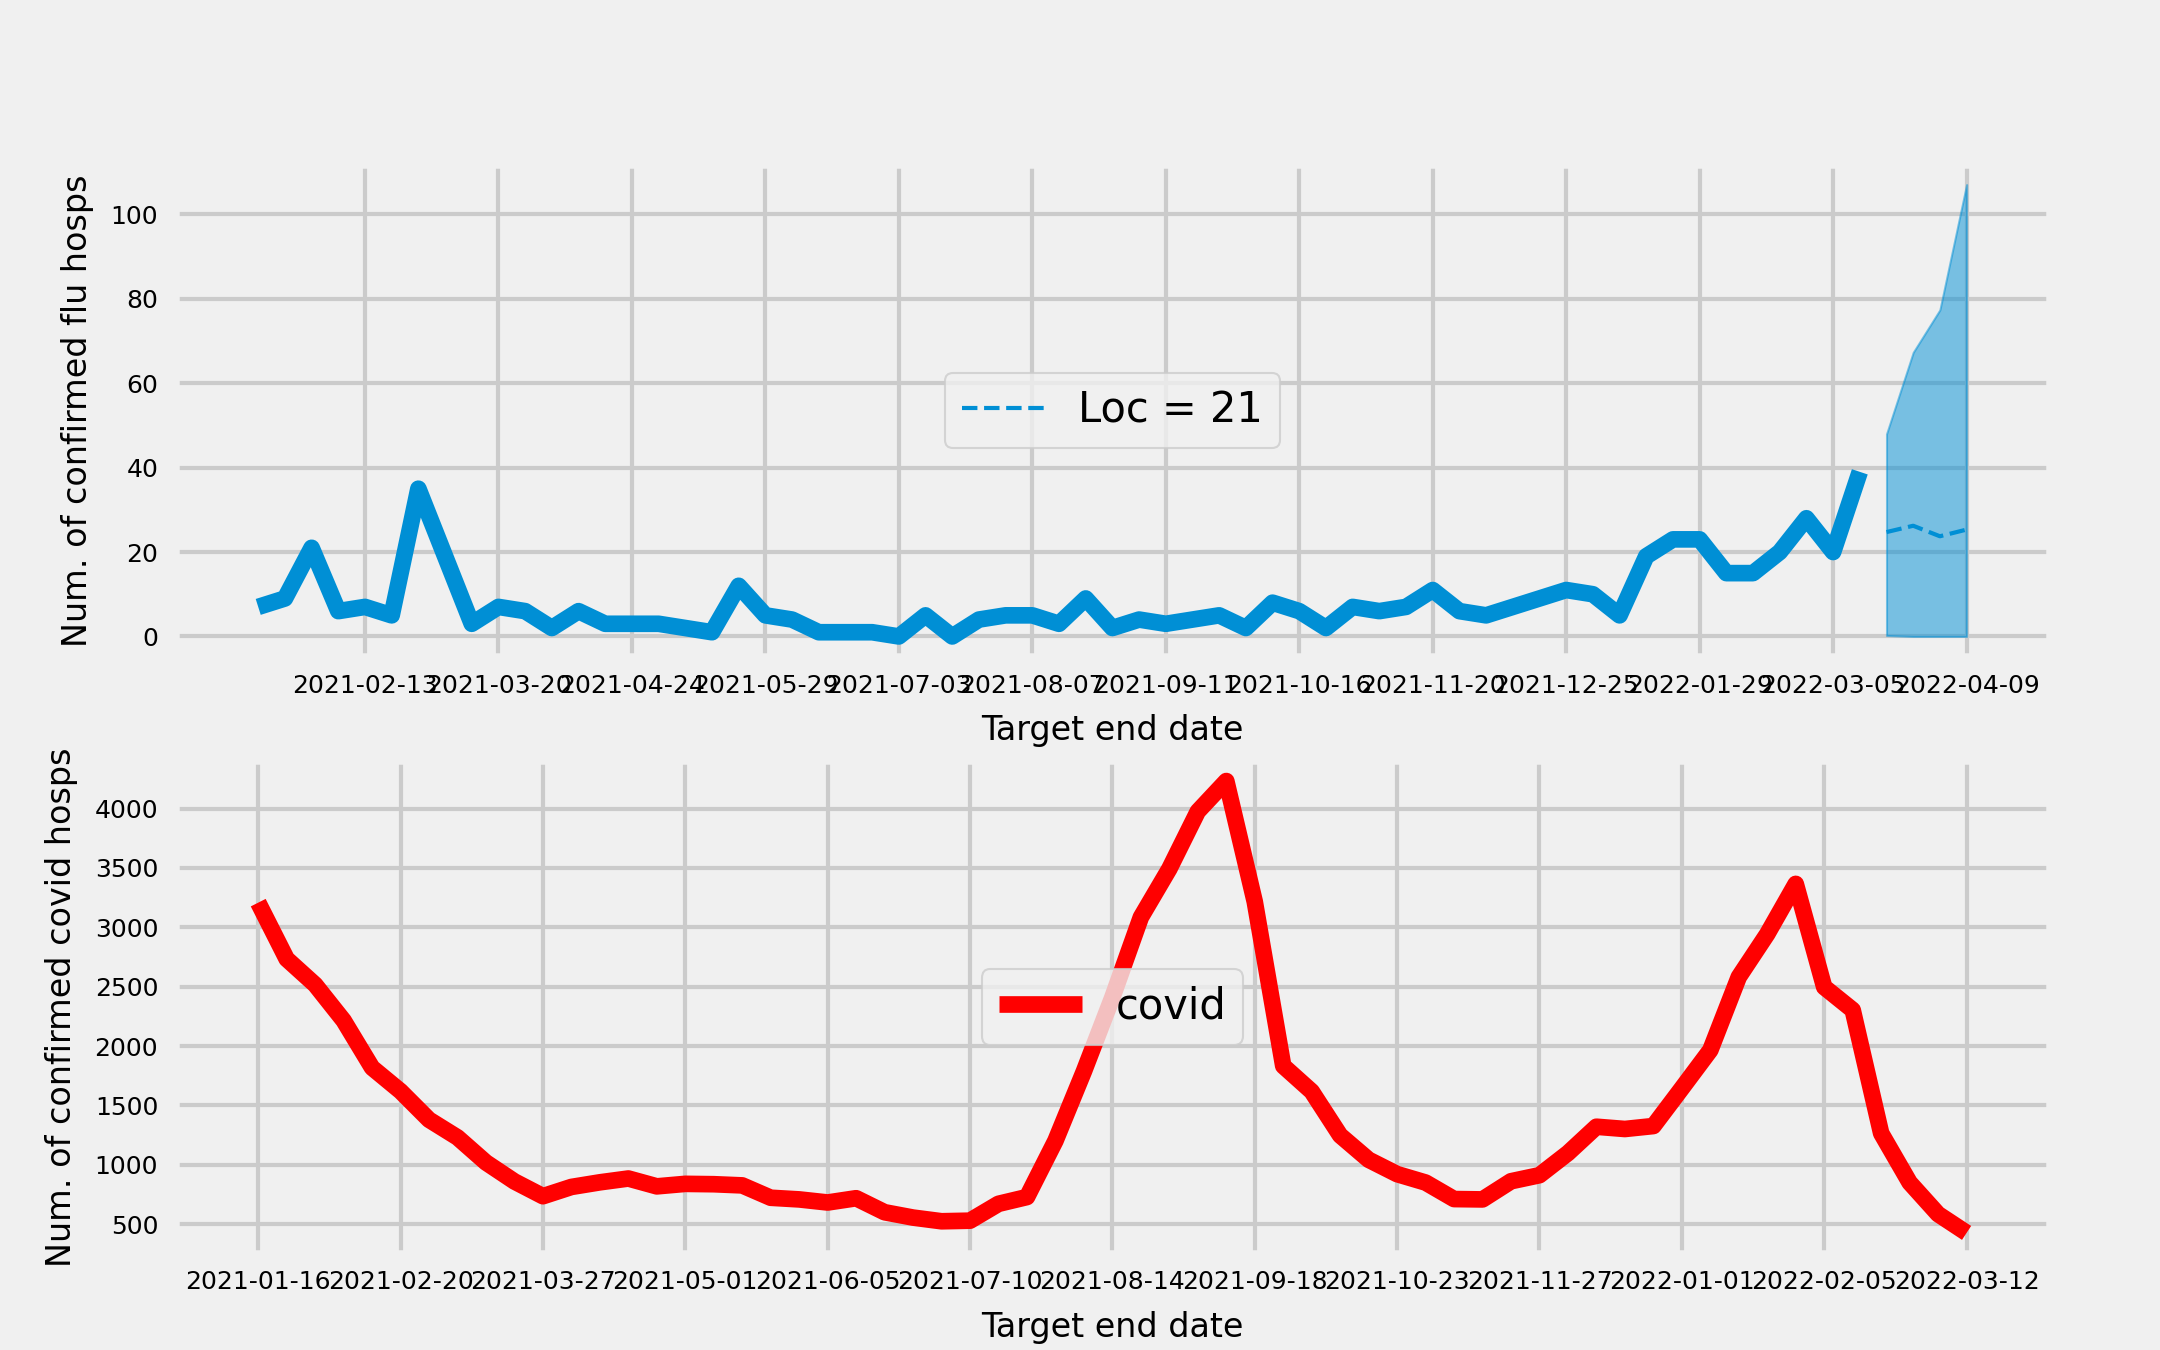 Num. of confirmed flu hosps
100
80
60
40
20
0
Loc = 21
2021-02-13 2021-03-20 2021-04-24 2021-05-29 2021-07-03 2021-08-07 2021-09-11 2021-10-16 2021-11-20 2021-12-25 2022-01-29 2022-03-05 2022-04-09
Target end date
Num. of confirmed covid hosps
4000
3500
3000
2500
2000
1500
1000
500
covid
2021-01-16 2021-02-20 2021-03-27 2021-05-01 2021-06-05 2021-07-10 2021-08-14 2021-09-18 2021-10-23 2021-11-27 2022-01-01 2022-02-05 2022-03-12
Target end date